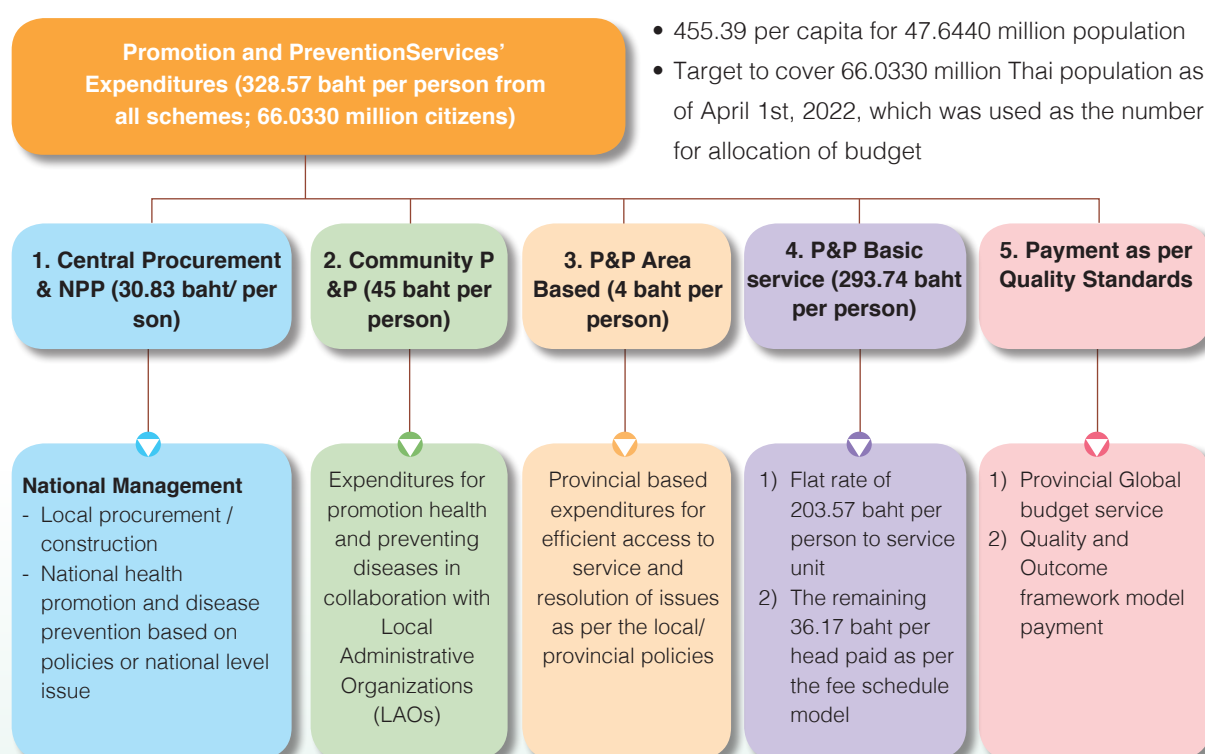 Promotion and PreventionServices'
Expenditures (328.57 baht per person from
all schemes; 66.0330 million citizens)
• 455.39 per capita for 47.6440 million population
• Target to cover 66.0330 million Thai population as
of April 1st, 2022, which was used as the number
for allocation of budget
1. Central Procurement
& NPP (30.83 baht/ per
son)
2. Community P
&P (45 baht per
person)
3. P&P Area
Based (4 baht per
person)
4. P&P Basic
service (293.74 baht
per person)
5. Payment as per
Quality Standards
National Management
- Local procurement /
construction
- National health
promotion and disease
prevention based on
policies or national level
issue
Expenditures for
promotion health
and preventing
diseases in
collaboration with
Local
Administrative
Organizations
(LAOs)
Provincial based
expenditures for
efficient access to
service and
resolution of issues
as per the local/
provincial policies
1) Flat rate of
203.57 baht per
person to service
unit
2) The remaining
36.17 baht per
head paid as per
the fee schedule
model
1) Provincial Global
budget service
2) Quality and
Outcome
framework model
payment